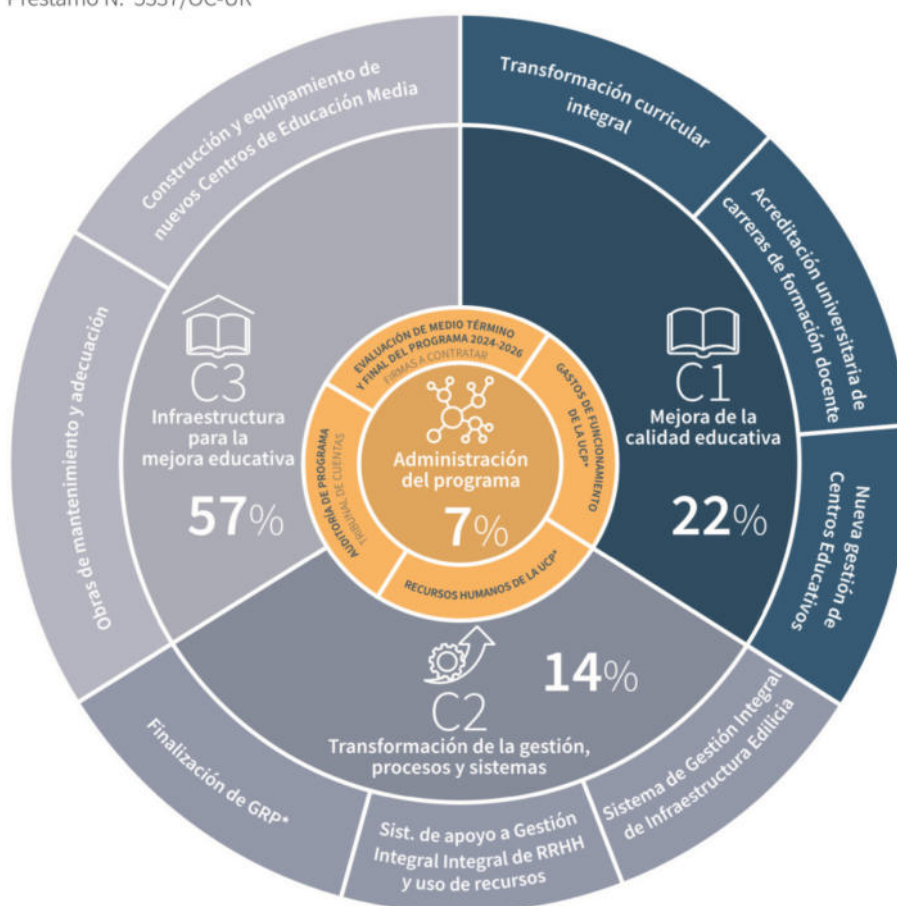 Préstamo N.° 5337/OC-UR
Construcción y equipamiento de
nuevos Centros de Educación Media
Transformación curricular
integral
Acreditación universitaria de
carreras de formación docente
Obras de mantenimiento y adecuación
C3
Infraestructura
para la
mejora educativa
57%
EVALUACIÓN DE MEDIO TÉRMINO
Y FINAL DEL PROGRAMA 2024-2026
FIRMAS A CONTRATAR
GASTOS DE FUNCIONAMIENTO
DE LA UCP*
AUDITORÍA DE PROGRAMA
TRIBUNAL DE CUENTAS
RECURSOS HUMANOS DE LA UCP*
Administración
del programa
7%
C1
Mejora de la
calidad educativa
22%
Nueva gestión de
Centros Educativos
14%
C2
Transformación de la gestión,
procesos y sistemas
Finalización de GRP*
Sist. de apoyo a Gestión
Integral Integral de RRHH
y uso de recursos
Sistema de Gestión Integral
de Infraestructura Edilicia